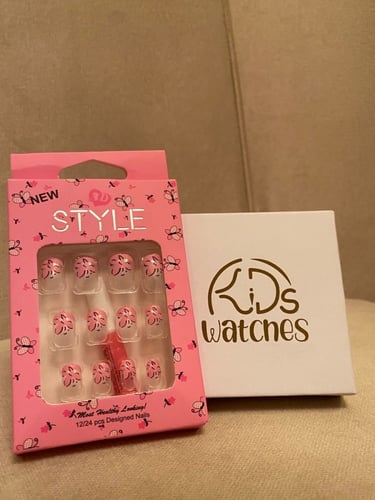 NEW
STYLE
Most Healthy Looking!
12/24 pcs Designed Nails
KiDs
watches